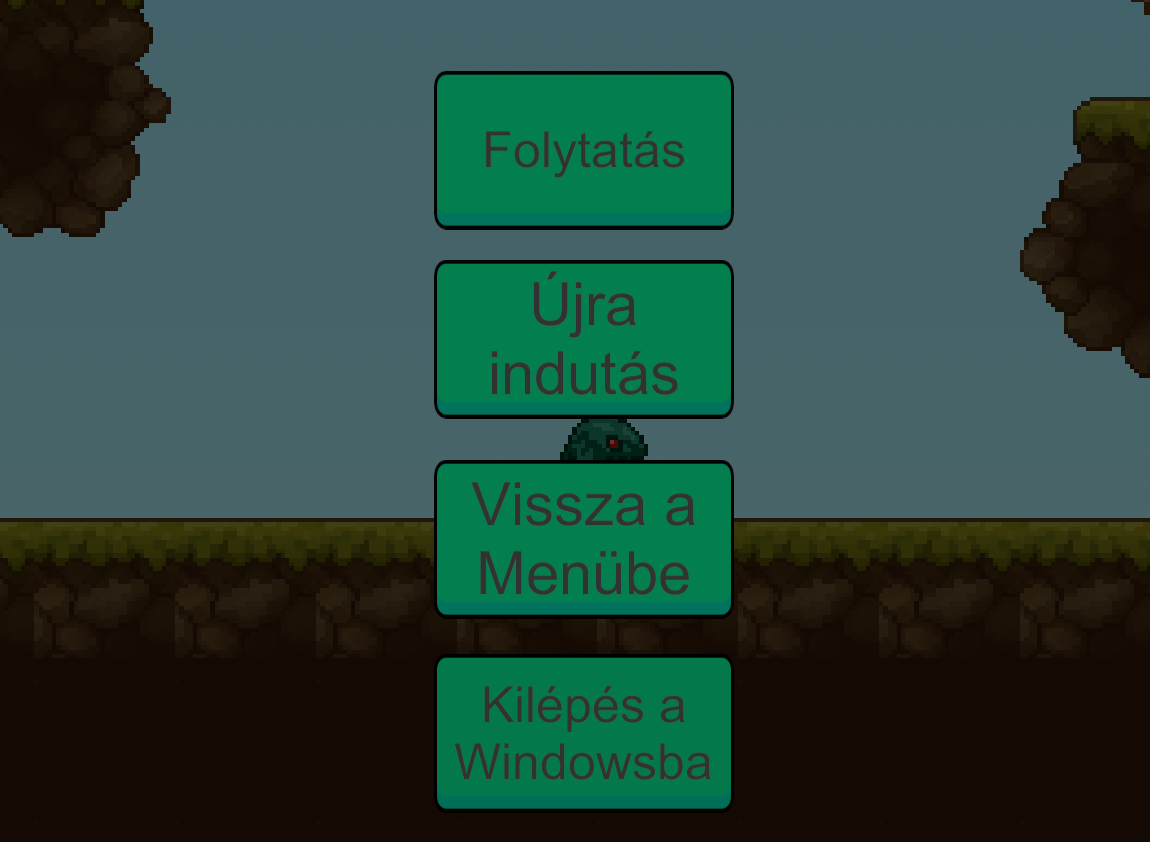 Folytatás
Újra
indutás
Vissza a
Menübe
Kilépés a
Windowsba